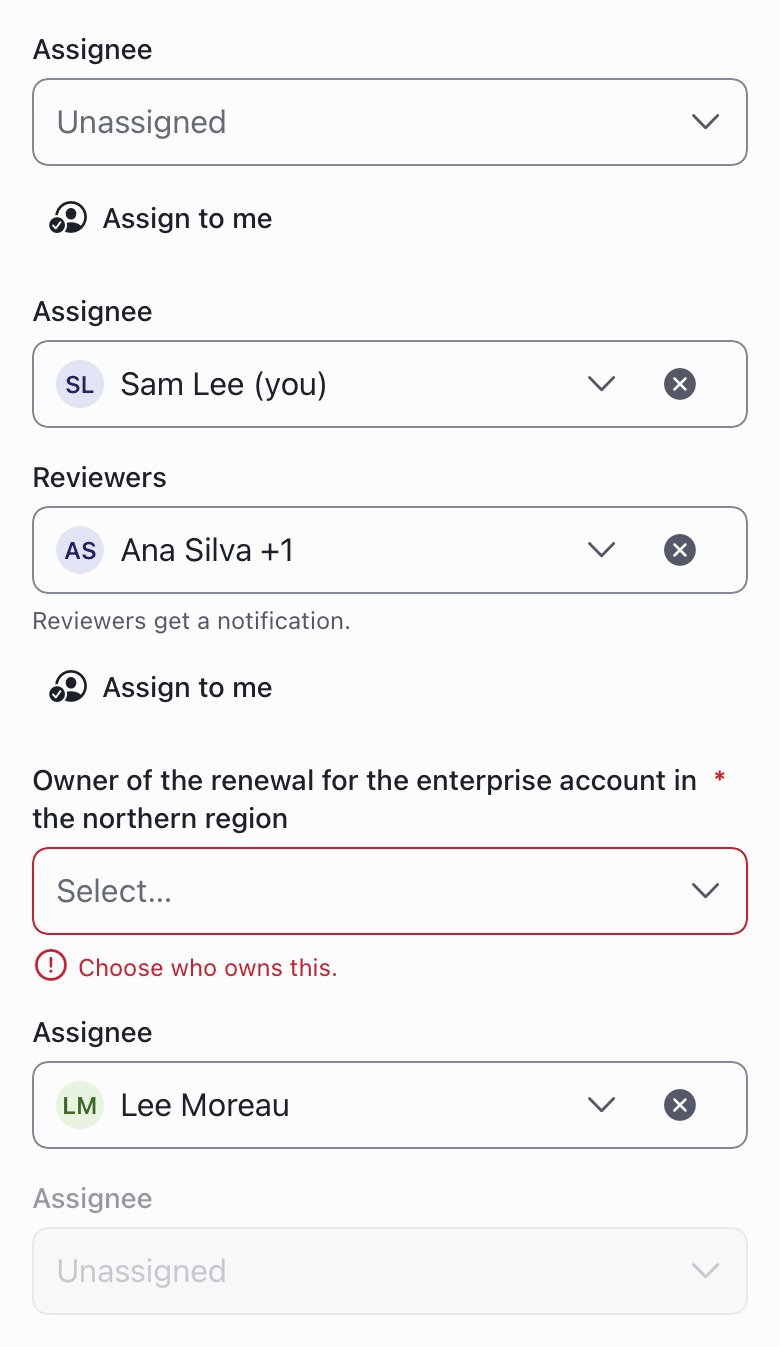 Assignee
Unassigned
Assign to me
Assignee
SL Sam Lee (you)
Reviewers
AS Ana Silva +1
Reviewers get a notification.
Assign to me
Owner of the renewal for the enterprise account in *
the northern region
Select...
Choose who owns this.
Assignee
LM Lee Moreau
Assignee
Unassigned